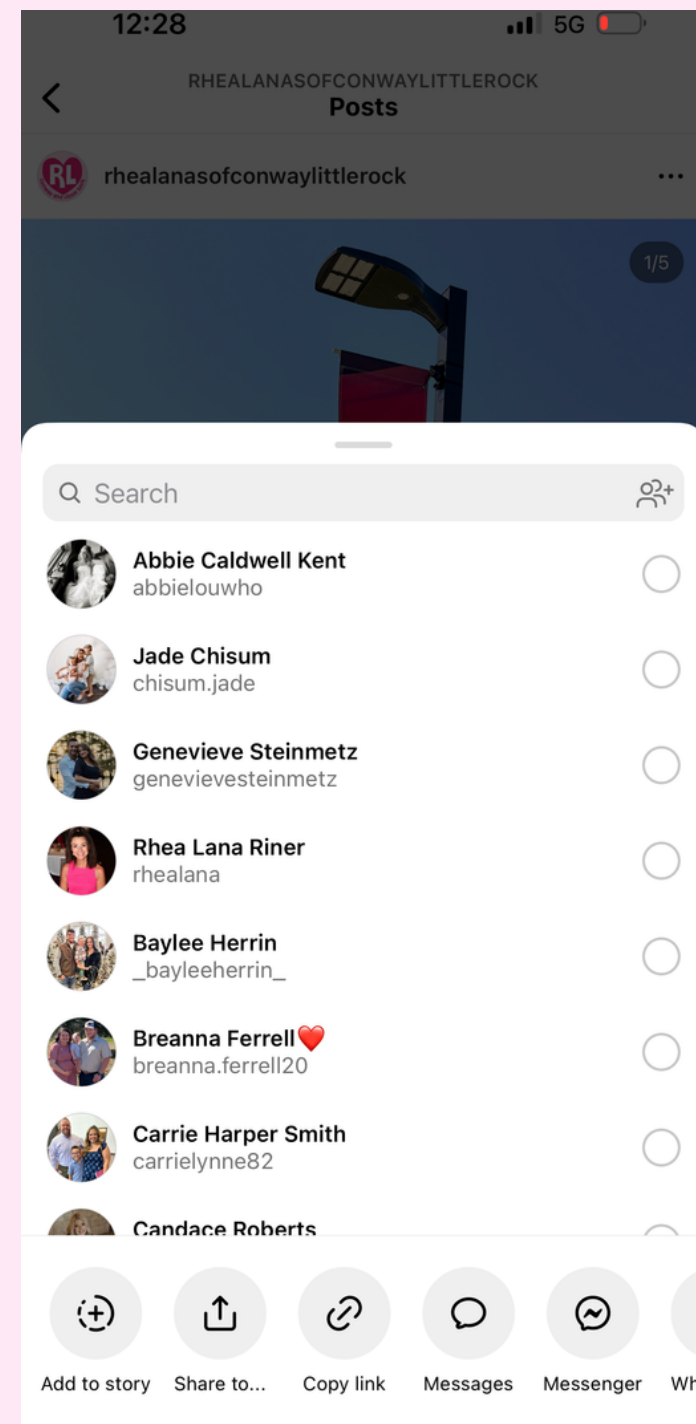 12:28
5G
RHEALANASOFCONWAYLITTLEROCK
Posts
RL
rhealanasofconwaylittlerock
1/5
Search
Abbie Caldwell Kent
abbielouwho
Jade Chisum
chisum.jade
Genevieve Steinmetz
genevievesteinmetz
Rhea Lana Riner
rhealana
Baylee Herrin
_bayleeherrin_
Breanna Ferrell❤️
breanna.ferrell20
Carrie Harper Smith
carrielynne82
Candace Roberts
Add to story
Share to...
Copy link
Messages
Messenger
Wh